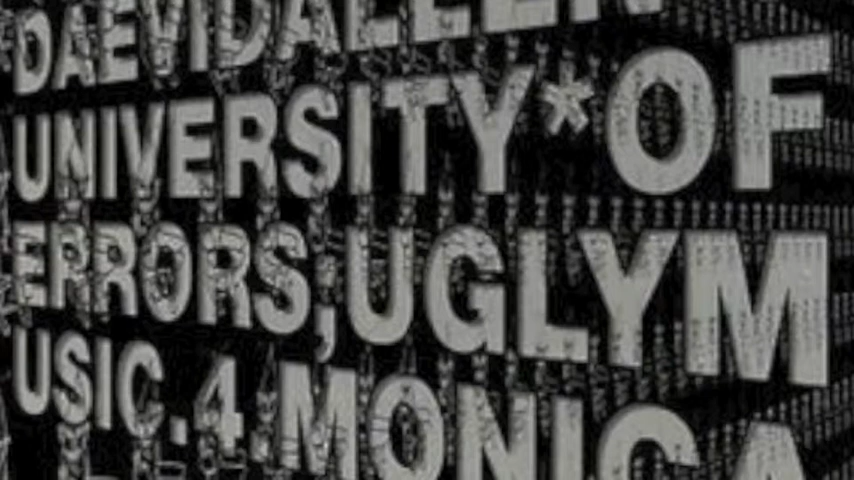 DAEVIDALLEN
UNIVERSITY*OF
ERRORS,UGLYM
USIC.4.MONICA